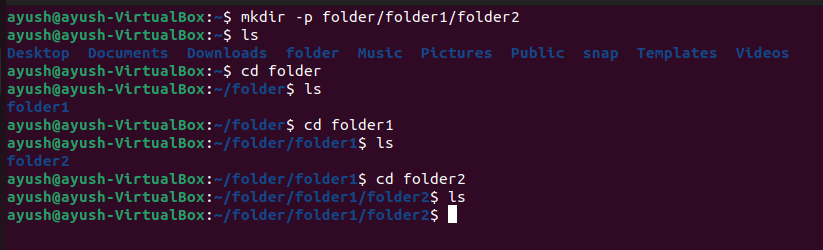 ayush@ayush-VirtualBox:~$ mkdir -p folder/folder1/folder2
ayush@ayush-VirtualBox:~$ ls
Desktop  Documents  Downloads  folder  Music  Pictures  Public  snap  Templates  Videos
ayush@ayush-VirtualBox:~$ cd folder
ayush@ayush-VirtualBox:~/folder$ ls
folder1
ayush@ayush-VirtualBox:~/folder$ cd folder1
ayush@ayush-VirtualBox:~/folder/folder1$ ls
folder2
ayush@ayush-VirtualBox:~/folder/folder1$ cd folder2
ayush@ayush-VirtualBox:~/folder/folder1/folder2$ ls
ayush@ayush-VirtualBox:~/folder/folder1/folder2$